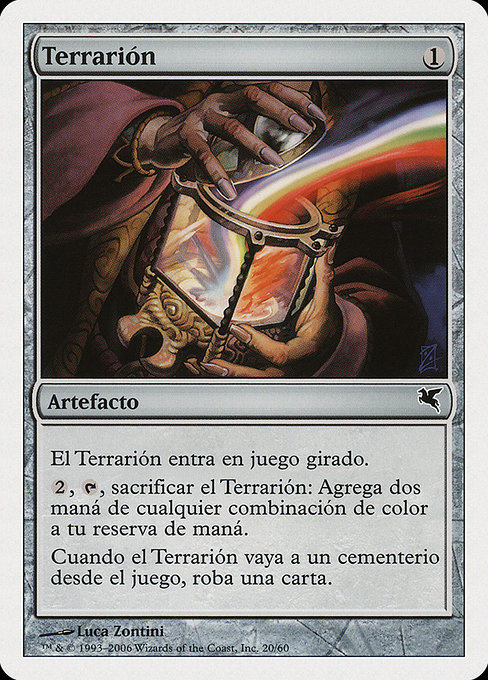 Terrarión 1
Artefacto
El Terrarión entra en juego girado.
2, , sacrificar el Terrarión: Agrega dos
maná de cualquier combinación de color
a tu reserva de maná.
Cuando el Terrarión vaya a un cementerio
desde el juego, roba una carta.
Luca Zontini
™ & © 1993–2006 Wizards of the Coast, Inc. 20/60